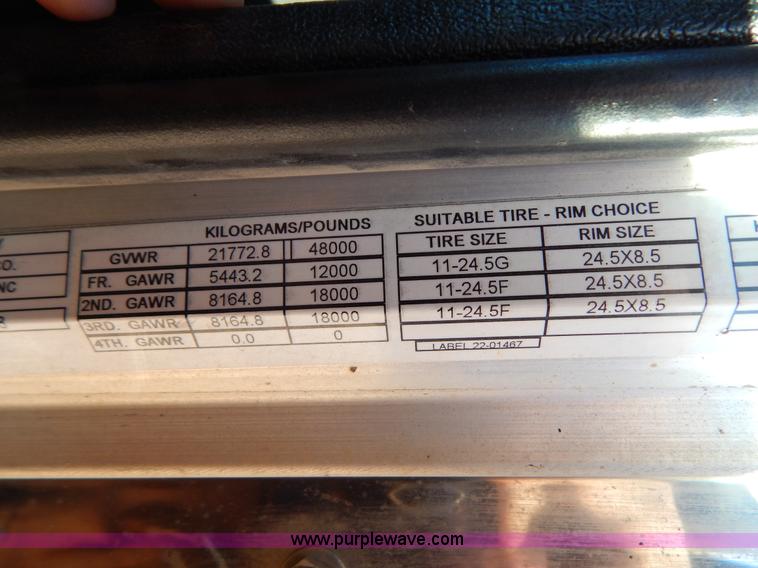 KILOGRAMS/POUNDS
GVWR 21772.8 48000
FR. GAWR 5443.2 12000
2ND. GAWR 8164.8 18000
3RD. GAWR 8164.8 18000
4TH. GAWR 0.0 0
SUITABLE TIRE - RIM CHOICE
TIRE SIZE RIM SIZE
11-24.5G 24.5X8.5
11-24.5F 24.5X8.5
11-24.5F 24.5X8.5
LABEL 22-01467
www.purplewave.com